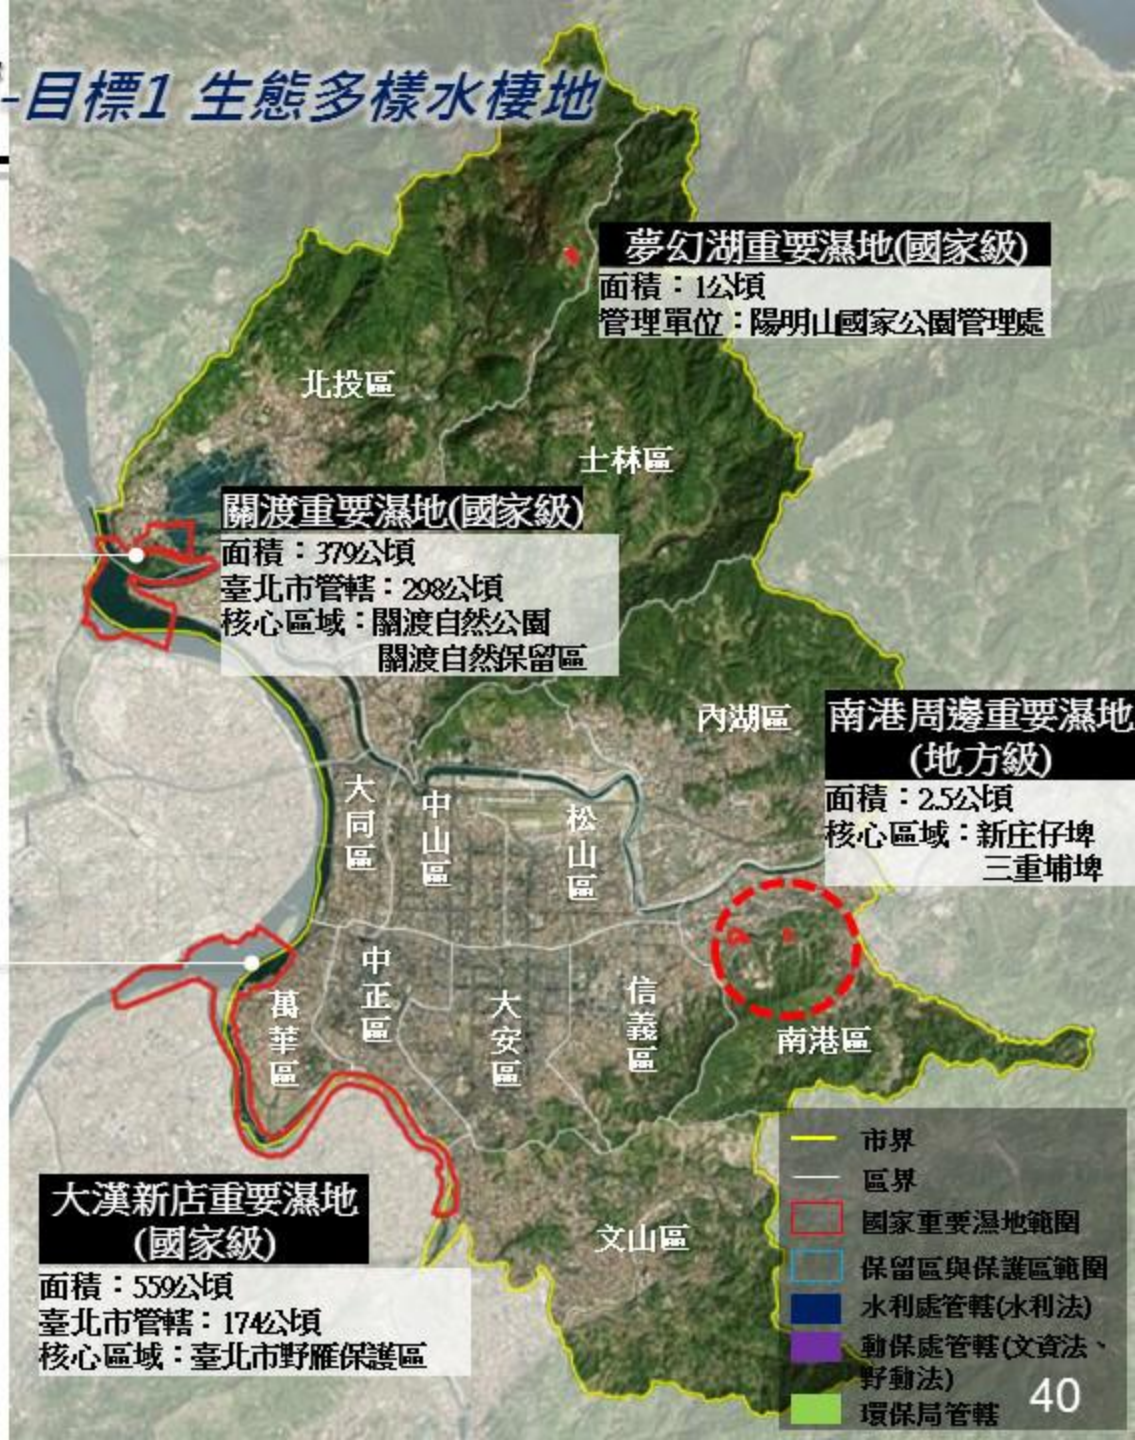 -目標1 生態多樣水棲地
夢幻湖重要濕地(國家級)
面積：1公頃
管理單位：陽明山國家公園管理處
北投區
士林區
關渡重要濕地(國家級)
面積：379公頃
臺北市管轄：298公頃
核心區域：關渡自然公園
關渡自然保留區
內湖區
南港周邊重要濕地
(地方級)
面積：2.5公頃
核心區域：新庄仔埤
三重埔埤
大同區
中山區
松山區
中正區
萬華區
大安區
信義區
南港區
文山區
大漢新店重要濕地
(國家級)
面積：559公頃
臺北市管轄：174公頃
核心區域：臺北市野雁保護區
市界
區界
國家重要濕地範圍
保留區與保護區範圍
水利處管轄(水利法)
動保處管轄(文資法、
野動法)
環保局管轄
40